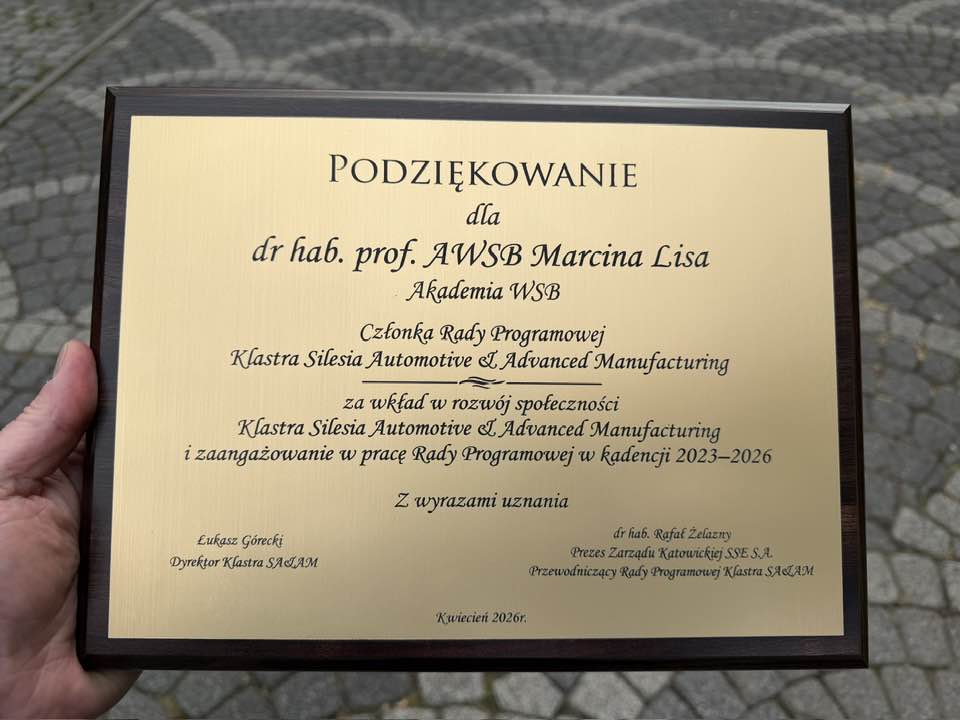 PODZIĘKOWANIE
dla
dr hab. prof. AWSB Marcina Lisa
Akademia WSB
Członka Rady Programowej
Klastra Silesia Automotive & Advanced Manufacturing
za wkład w rozwój społeczności
Klastra Silesia Automotive & Advanced Manufacturing
i zaangażowanie w pracę Rady Programowej w kadencji 2023–2026
Z wyrazami uznania
Łukasz Górecki
Dyrektor Klastra SA&AM
dr hab. Rafał Żelazny
Prezes Zarządu Katowickiej SSE S.A.
Przewodniczący Rady Programowej Klastra SA&AM
Kwiecień 2026r.